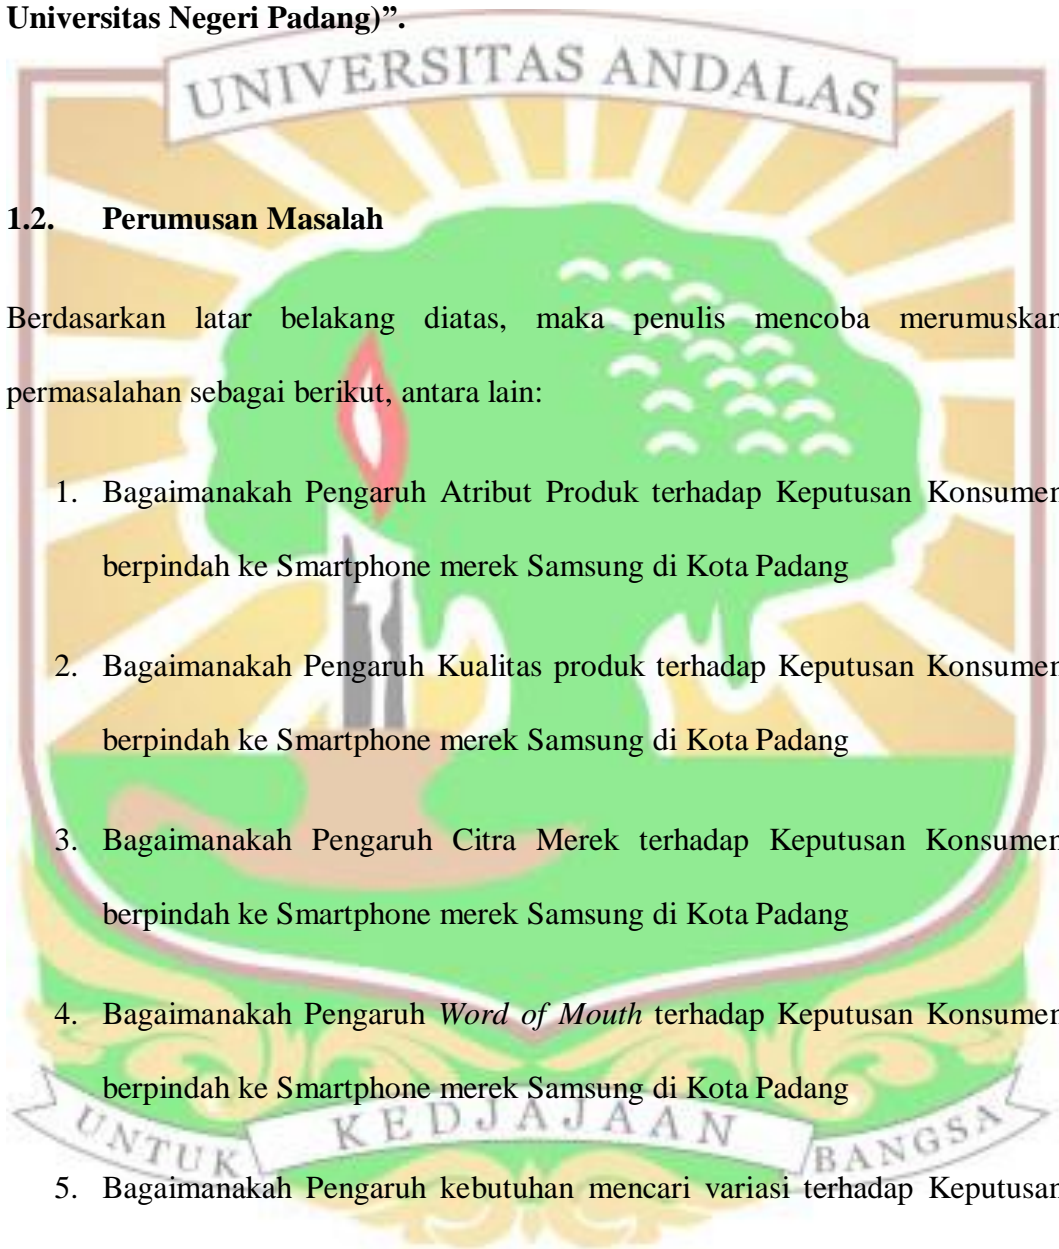 Universitas Negeri Padang)”.
UNIVERSITAS ANDALAS
1.2. Perumusan Masalah
Berdasarkan latar belakang diatas, maka penulis mencoba merumuskan
permasalahan sebagai berikut, antara lain:
1. Bagaimanakah Pengaruh Atribut Produk terhadap Keputusan Konsumen
berpindah ke Smartphone merek Samsung di Kota Padang
2. Bagaimanakah Pengaruh Kualitas produk terhadap Keputusan Konsumen
berpindah ke Smartphone merek Samsung di Kota Padang
3. Bagaimanakah Pengaruh Citra Merek terhadap Keputusan Konsumen
berpindah ke Smartphone merek Samsung di Kota Padang
4. Bagaimanakah Pengaruh Word of Mouth terhadap Keputusan Konsumen
berpindah ke Smartphone merek Samsung di Kota Padang
UNTUK KEDJAJAAN BANGSA
5. Bagaimanakah Pengaruh kebutuhan mencari variasi terhadap Keputusan